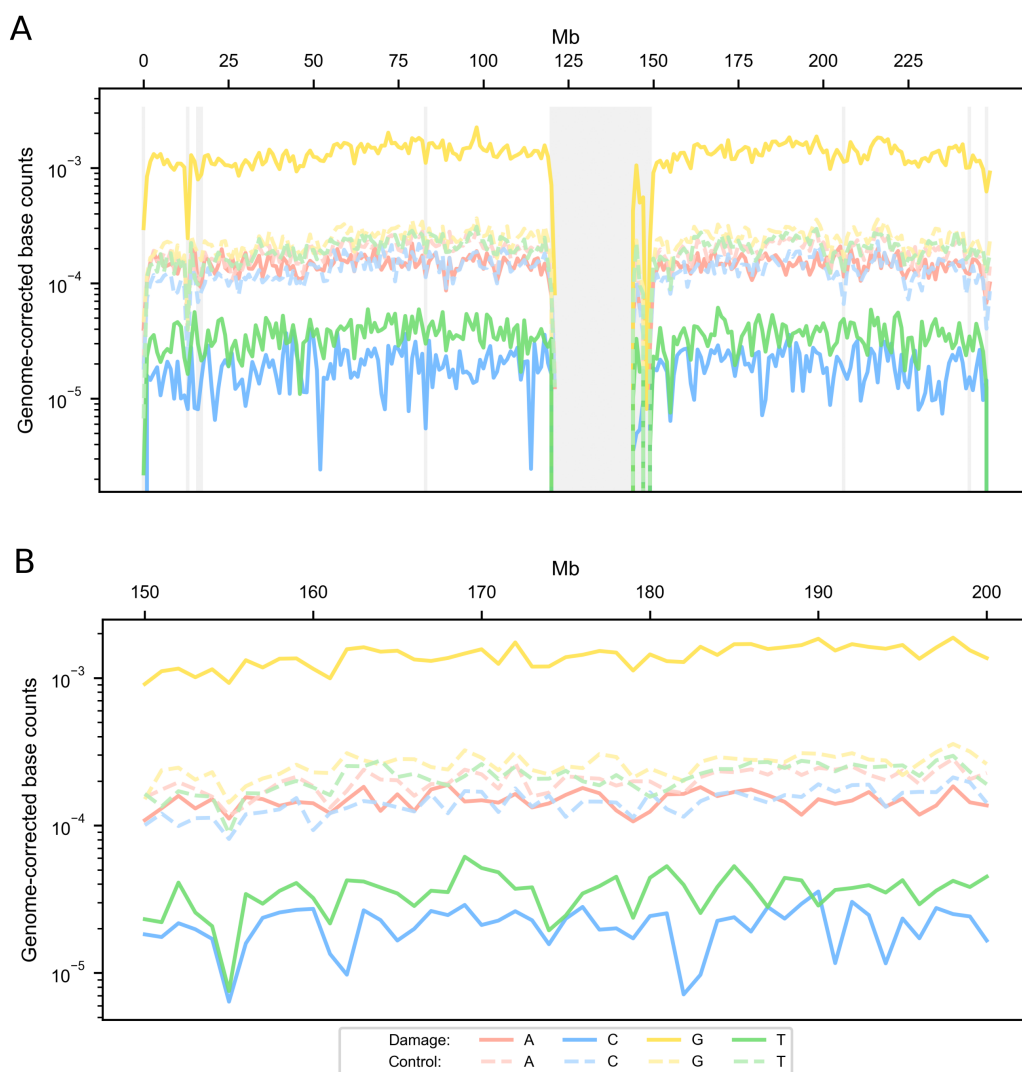 A
Mb
0 25 50 75 100 125 150 175 200 225
Genome-corrected base counts
10⁻³
10⁻⁴
10⁻⁵
B
Mb
150 160 170 180 190 200
Genome-corrected base counts
10⁻³
10⁻⁴
10⁻⁵
Damage: A C G T
Control: A C G T